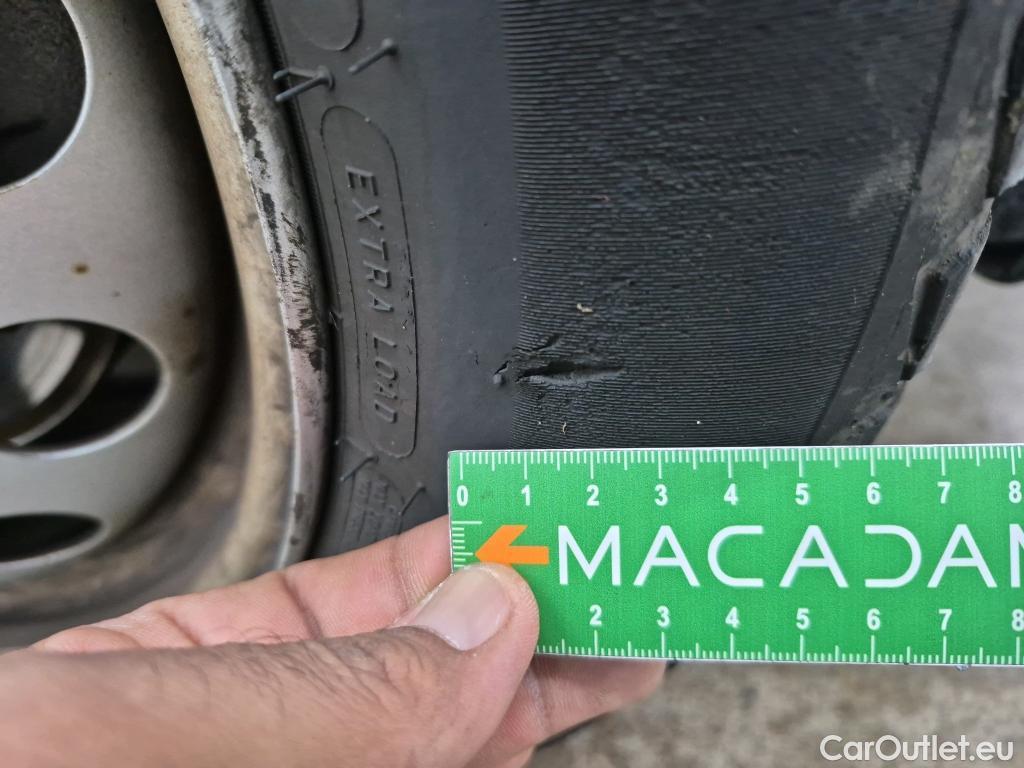 EXTRA LOAD
0 1 2 3 4 5 6 7 8
MACADAM
2 3 4 5 6 7 8
CarOutlet.eu